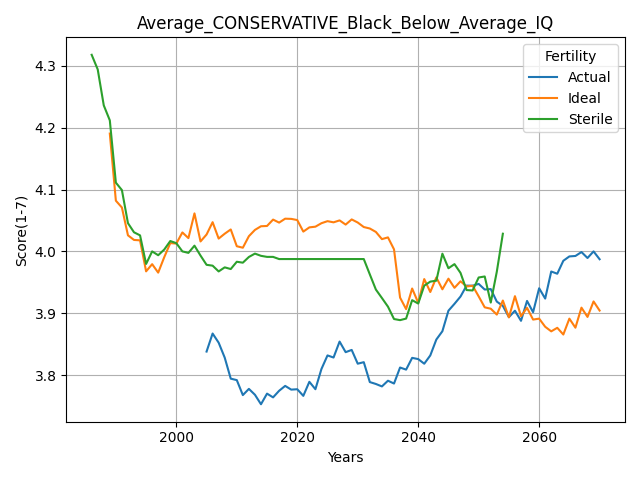 Average_CONSERVATIVE_Black_Below_Average_IQ
Fertility
Actual
Ideal
Sterile
Score(1-7)
4.3
4.2
4.1
4.0
3.9
3.8
2000
2020
2040
2060
Years